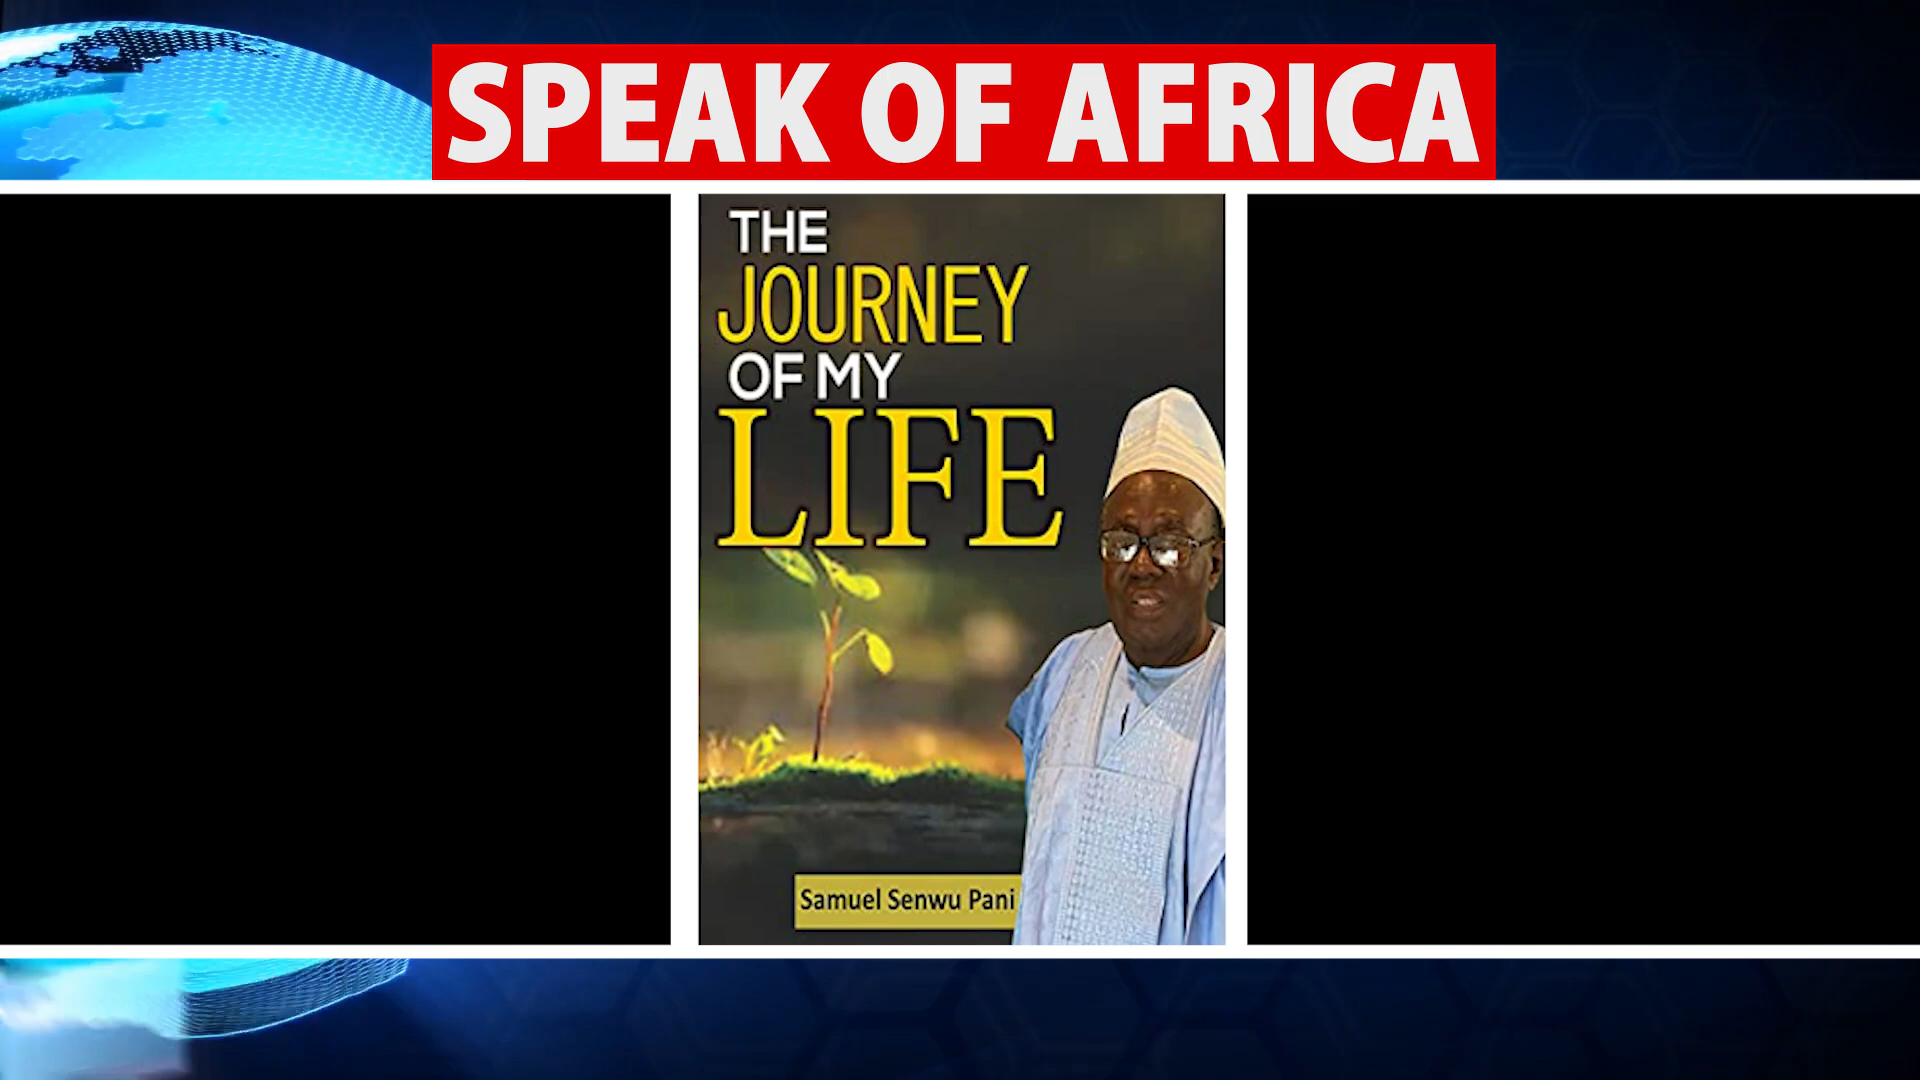 SPEAK OF AFRICA
THE
JOURNEY
OF MY
LIFE
Samuel Senwu Pani